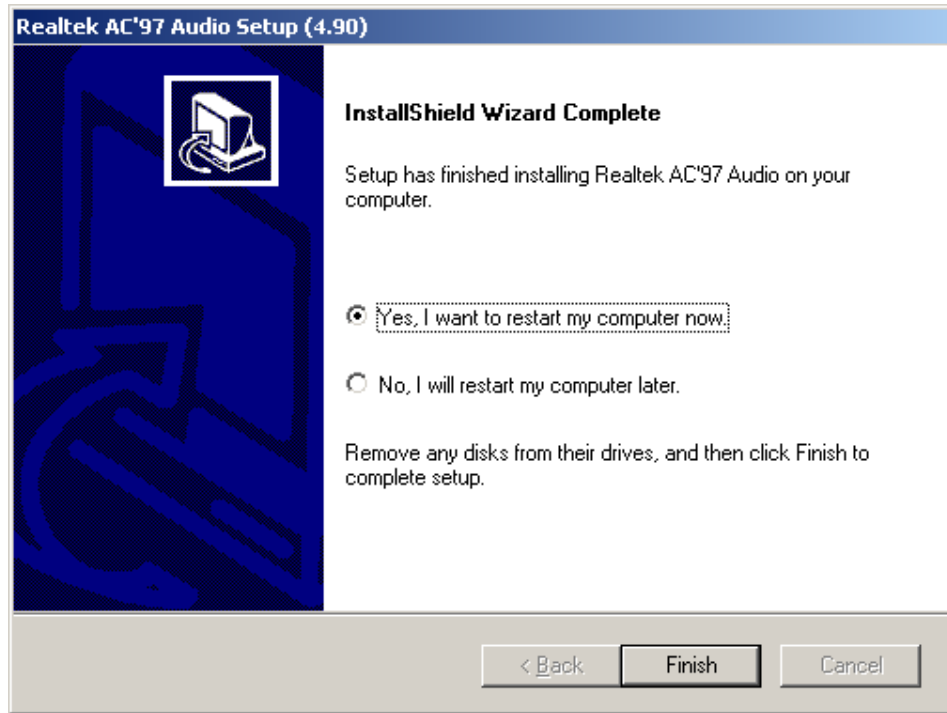 Realtek AC'97 Audio Setup (4.90)
InstallShield Wizard Complete
Setup has finished installing Realtek AC'97 Audio on your
computer.
Yes, I want to restart my computer now.
No, I will restart my computer later.
Remove any disks from their drives, and then click Finish to
complete setup.
< Back
Finish
Cancel